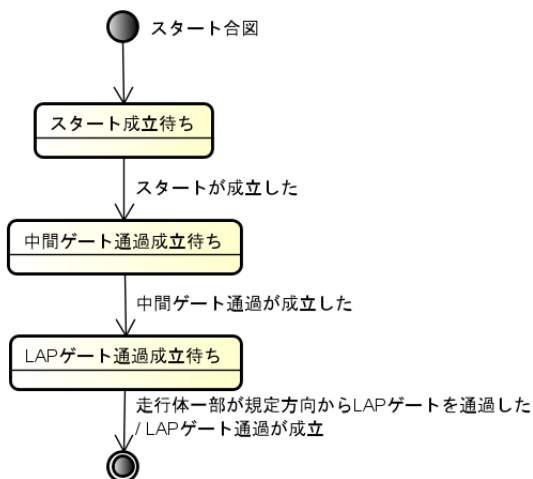 スタート合図
スタート成立待ち
スタートが成立した
中間ゲート通過成立待ち
中間ゲート通過が成立した
LAPゲート通過成立待ち
走行体一部が規定方向からLAPゲートを通過した
/ LAPゲート通過が成立